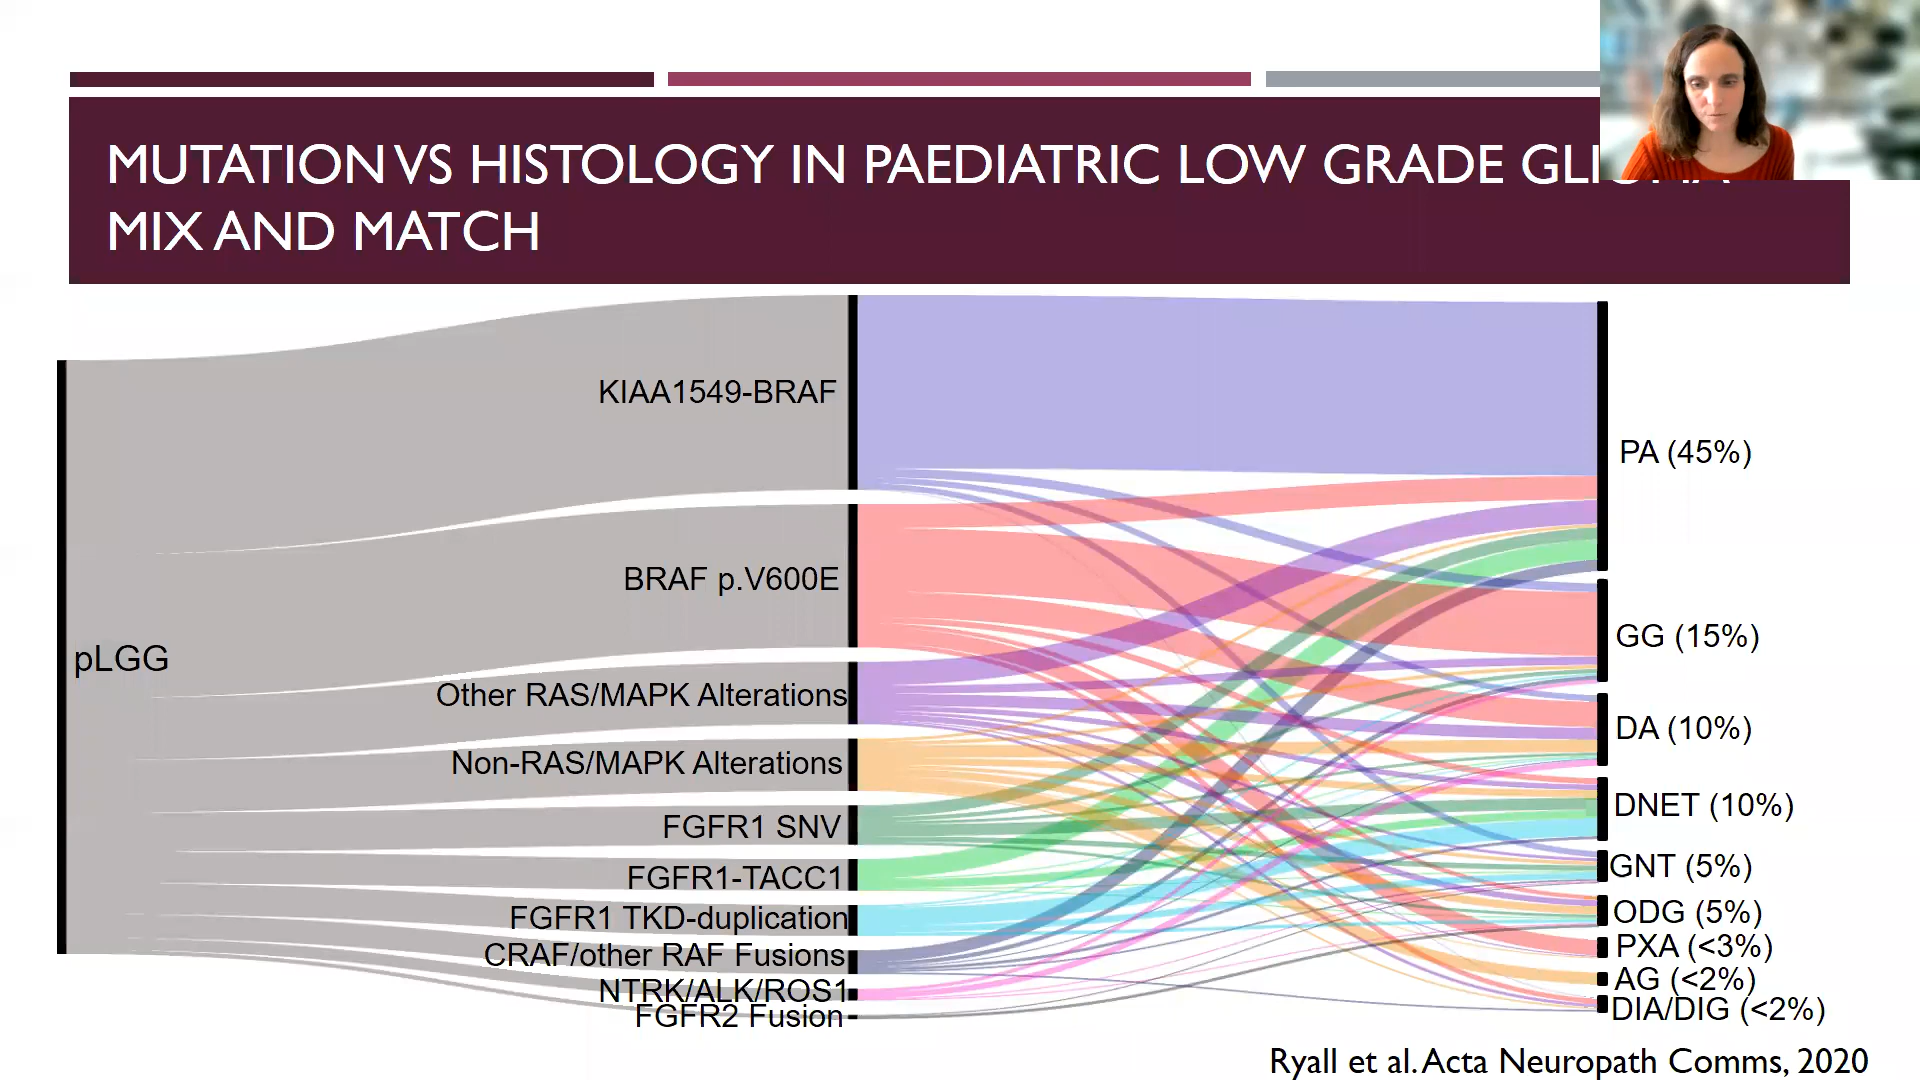 MUTATION VS HISTOLOGY IN PAEDIATRIC LOW GRADE
MIX AND MATCH
KIAA1549-BRAF
BRAF p.V600E
pLGG
Other RAS/MAPK Alterations
Non-RAS/MAPK Alterations
FGFR1 SNV
FGFR1-TACC1
FGFR1 TKD-duplication
CRAF/other RAF Fusions
NTRK/ALK/ROS1
FGFR2 Fusion
PA (45%)
GG (15%)
DA (10%)
DNET (10%)
GNT (5%)
ODG (5%)
PXA (<3%)
AG (<2%)
DIA/DIG (<2%)
Ryall et al. Acta Neuropath Comms, 2020